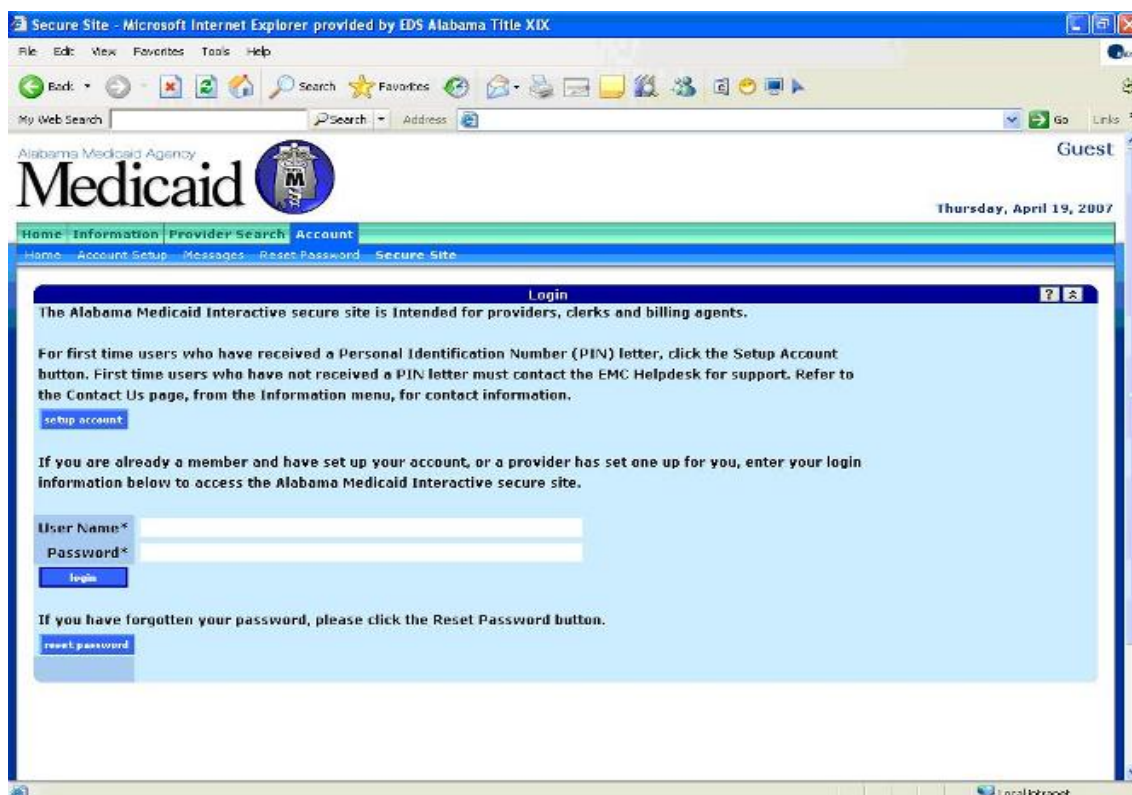 Secure Site - Microsoft Internet Explorer provided by EDS Alabama Title XIX
File Edit View Favorites Tools Help
Back Search Favorites
My Web Search Search Address Go Links
Alabama Medicaid Agency
Medicaid
M
Guest
Thursday, April 19, 2007
Home Information Provider Search Account
Home Account Setup Messages Reset Password Secure Site
Login ?
The Alabama Medicaid Interactive secure site is Intended for providers, clerks and billing agents.
For first time users who have received a Personal Identification Number (PIN) letter, click the Setup Account
button. First time users who have not received a PIN letter must contact the EMC Helpdesk for support. Refer to
the Contact Us page, from the Information menu, for contact information.
setup account
If you are already a member and have set up your account, or a provider has set one up for you, enter your login
information below to access the Alabama Medicaid Interactive secure site.
User Name*
Password*
login
If you have forgotten your password, please click the Reset Password button.
reset password
Local intranet